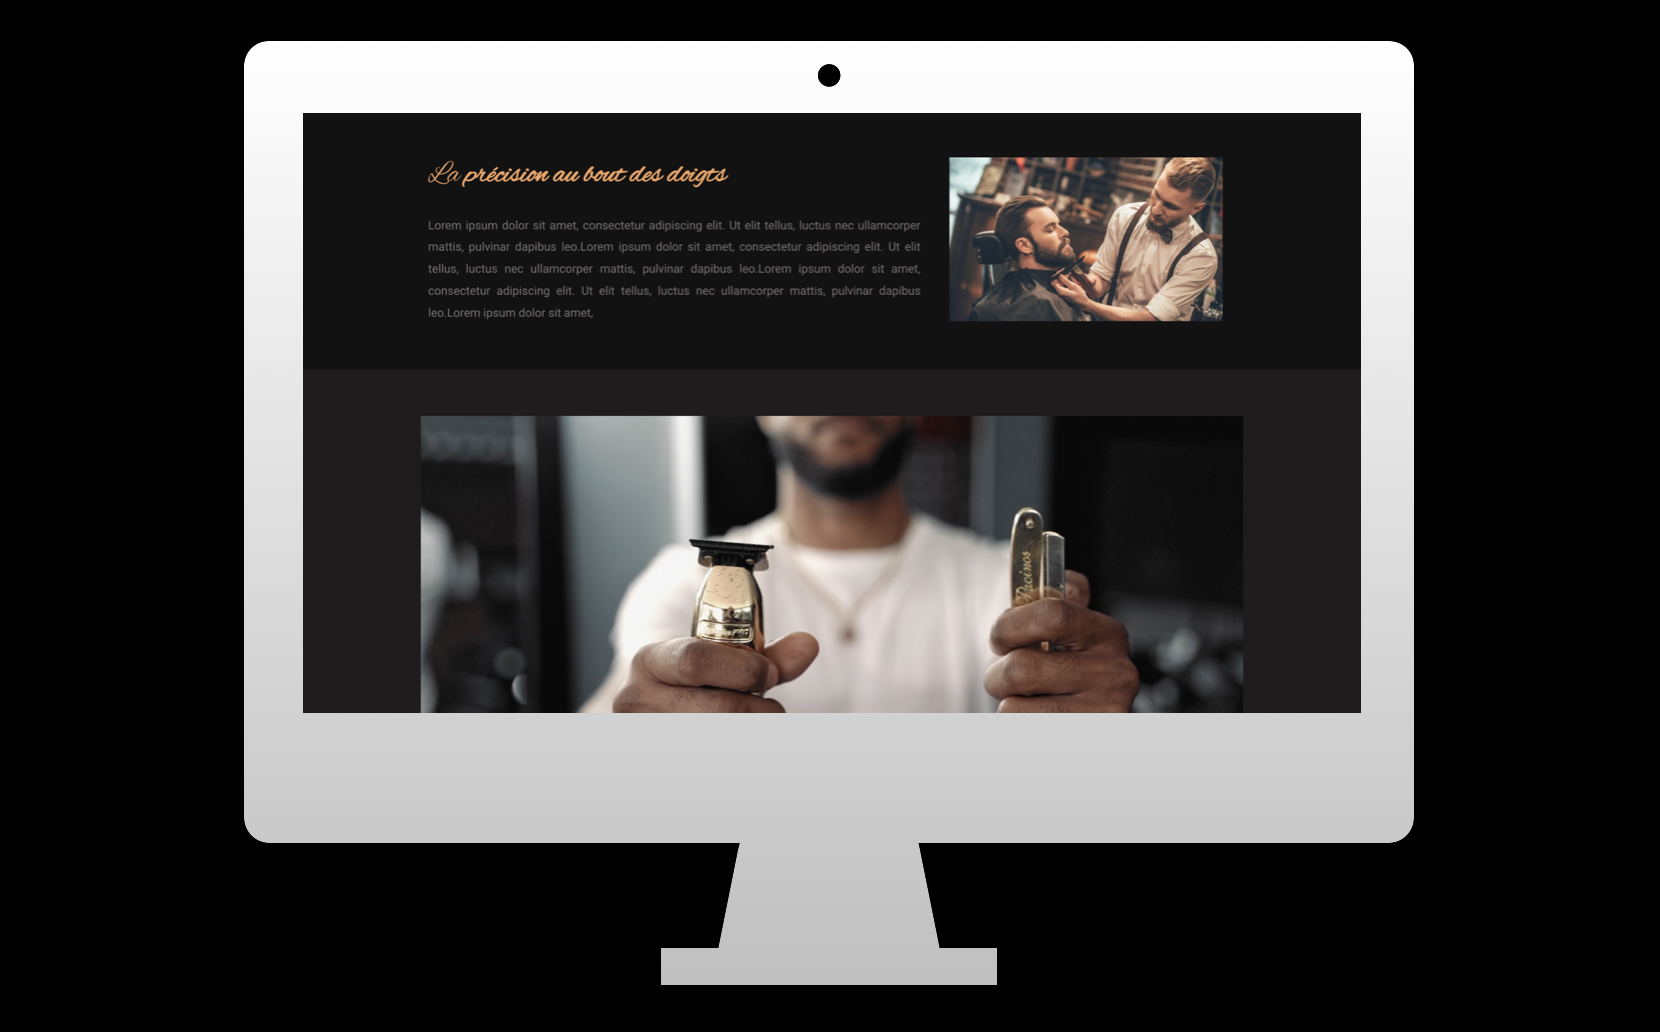 La précision au bout des doigts
Lorem ipsum dolor sit amet, consectetur adipiscing elit. Ut elit tellus, luctus nec ullamcorper
mattis, pulvinar dapibus leo.Lorem ipsum dolor sit amet, consectetur adipiscing elit. Ut elit
tellus, luctus nec ullamcorper mattis, pulvinar dapibus leo.Lorem ipsum dolor sit amet,
consectetur adipiscing elit. Ut elit tellus, luctus nec ullamcorper mattis, pulvinar dapibus
leo.Lorem ipsum dolor sit amet,
Pacinos